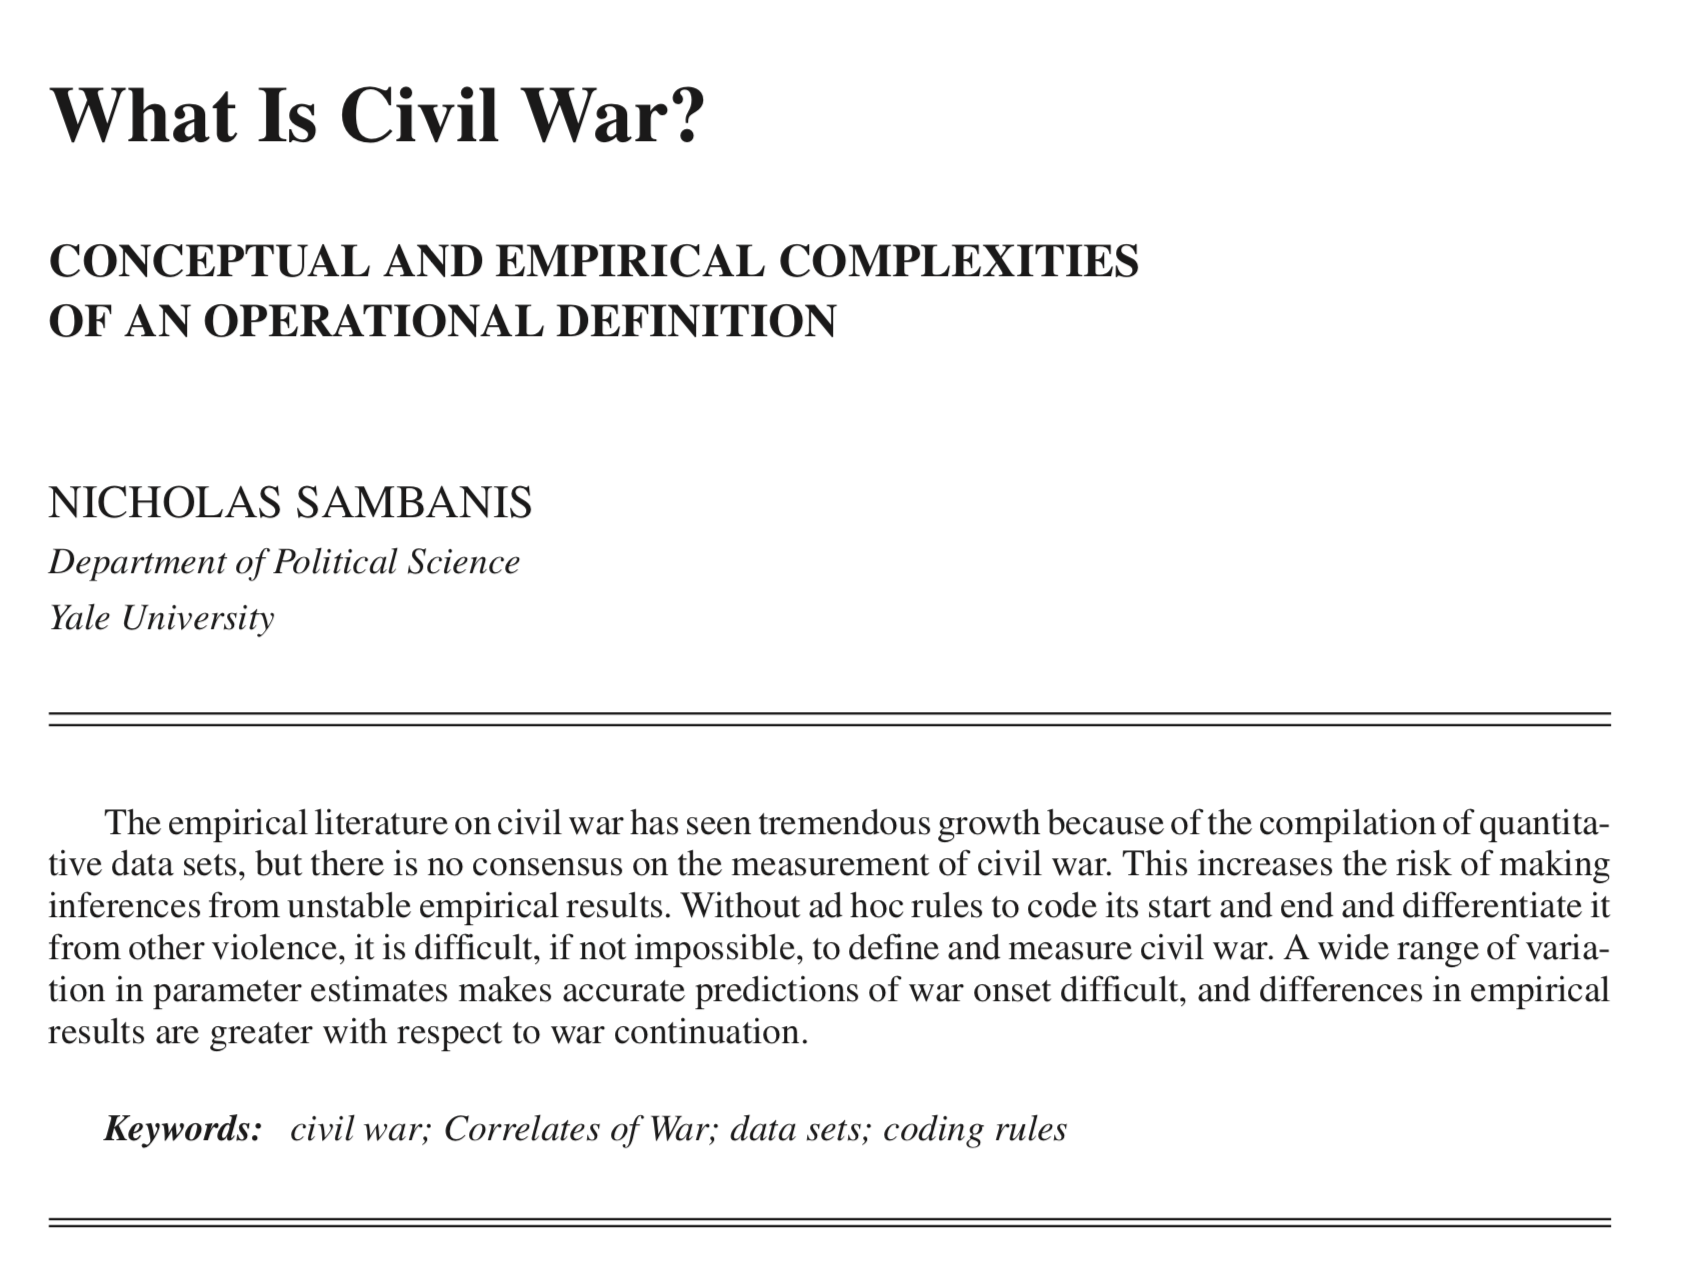 What Is Civil War?
CONCEPTUAL AND EMPIRICAL COMPLEXITIES
OF AN OPERATIONAL DEFINITION
NICHOLAS SAMBANIS
Department of Political Science
Yale University
The empirical literature on civil war has seen tremendous growth because of the compilation of quantita-
tive data sets, but there is no consensus on the measurement of civil war. This increases the risk of making
inferences from unstable empirical results. Without ad hoc rules to code its start and end and differentiate it
from other violence, it is difficult, if not impossible, to define and measure civil war. A wide range of varia-
tion in parameter estimates makes accurate predictions of war onset difficult, and differences in empirical
results are greater with respect to war continuation.
Keywords: civil war; Correlates of War; data sets; coding rules